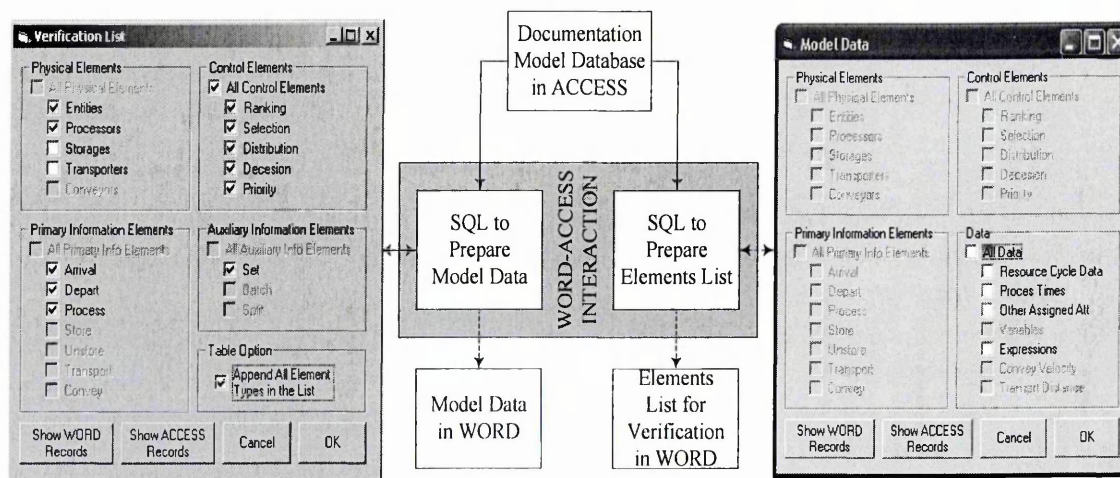 Verification List
Physical Elements
All Physical Elements
Entities
Processors
Storages
Transporters
Conveyors
Control Elements
All Control Elements
Ranking
Selection
Distribution
Decesion
Priority
Primary Information Elements
All Primary Info Elements
Arrival
Depart
Process
Store
Unstore
Transport
Convey
Auxiliary Information Elements
All Auxiliary Info Elements
Set
Batch
Split
Table Option
Append All Element
Types in the List
Show WORD
Records
Show ACCESS
Records
Cancel
OK
Documentation
Model Database
in ACCESS
SQL to
Prepare
Model Data
WORD-ACCESS
INTERACTION
SQL to
Prepare
Elements List
Model Data
in WORD
Elements
List for
Verification
in WORD
Model Data
Physical Elements
All Physical Elements
Entities
Processors
Storages
Transporters
Conveyors
Control Elements
All Control Elements
Ranking
Selection
Distribution
Decesion
Priority
Primary Information Elements
All Primary Info Elements
Arrival
Depart
Process
Store
Unstore
Transport
Convey
Data
All Data
Resource Cycle Data
Proces Times
Other Assigned Att
Variables
Expressions
Convey Velocity
Transport Distance
Show WORD
Records
Show ACCESS
Records
Cancel
OK